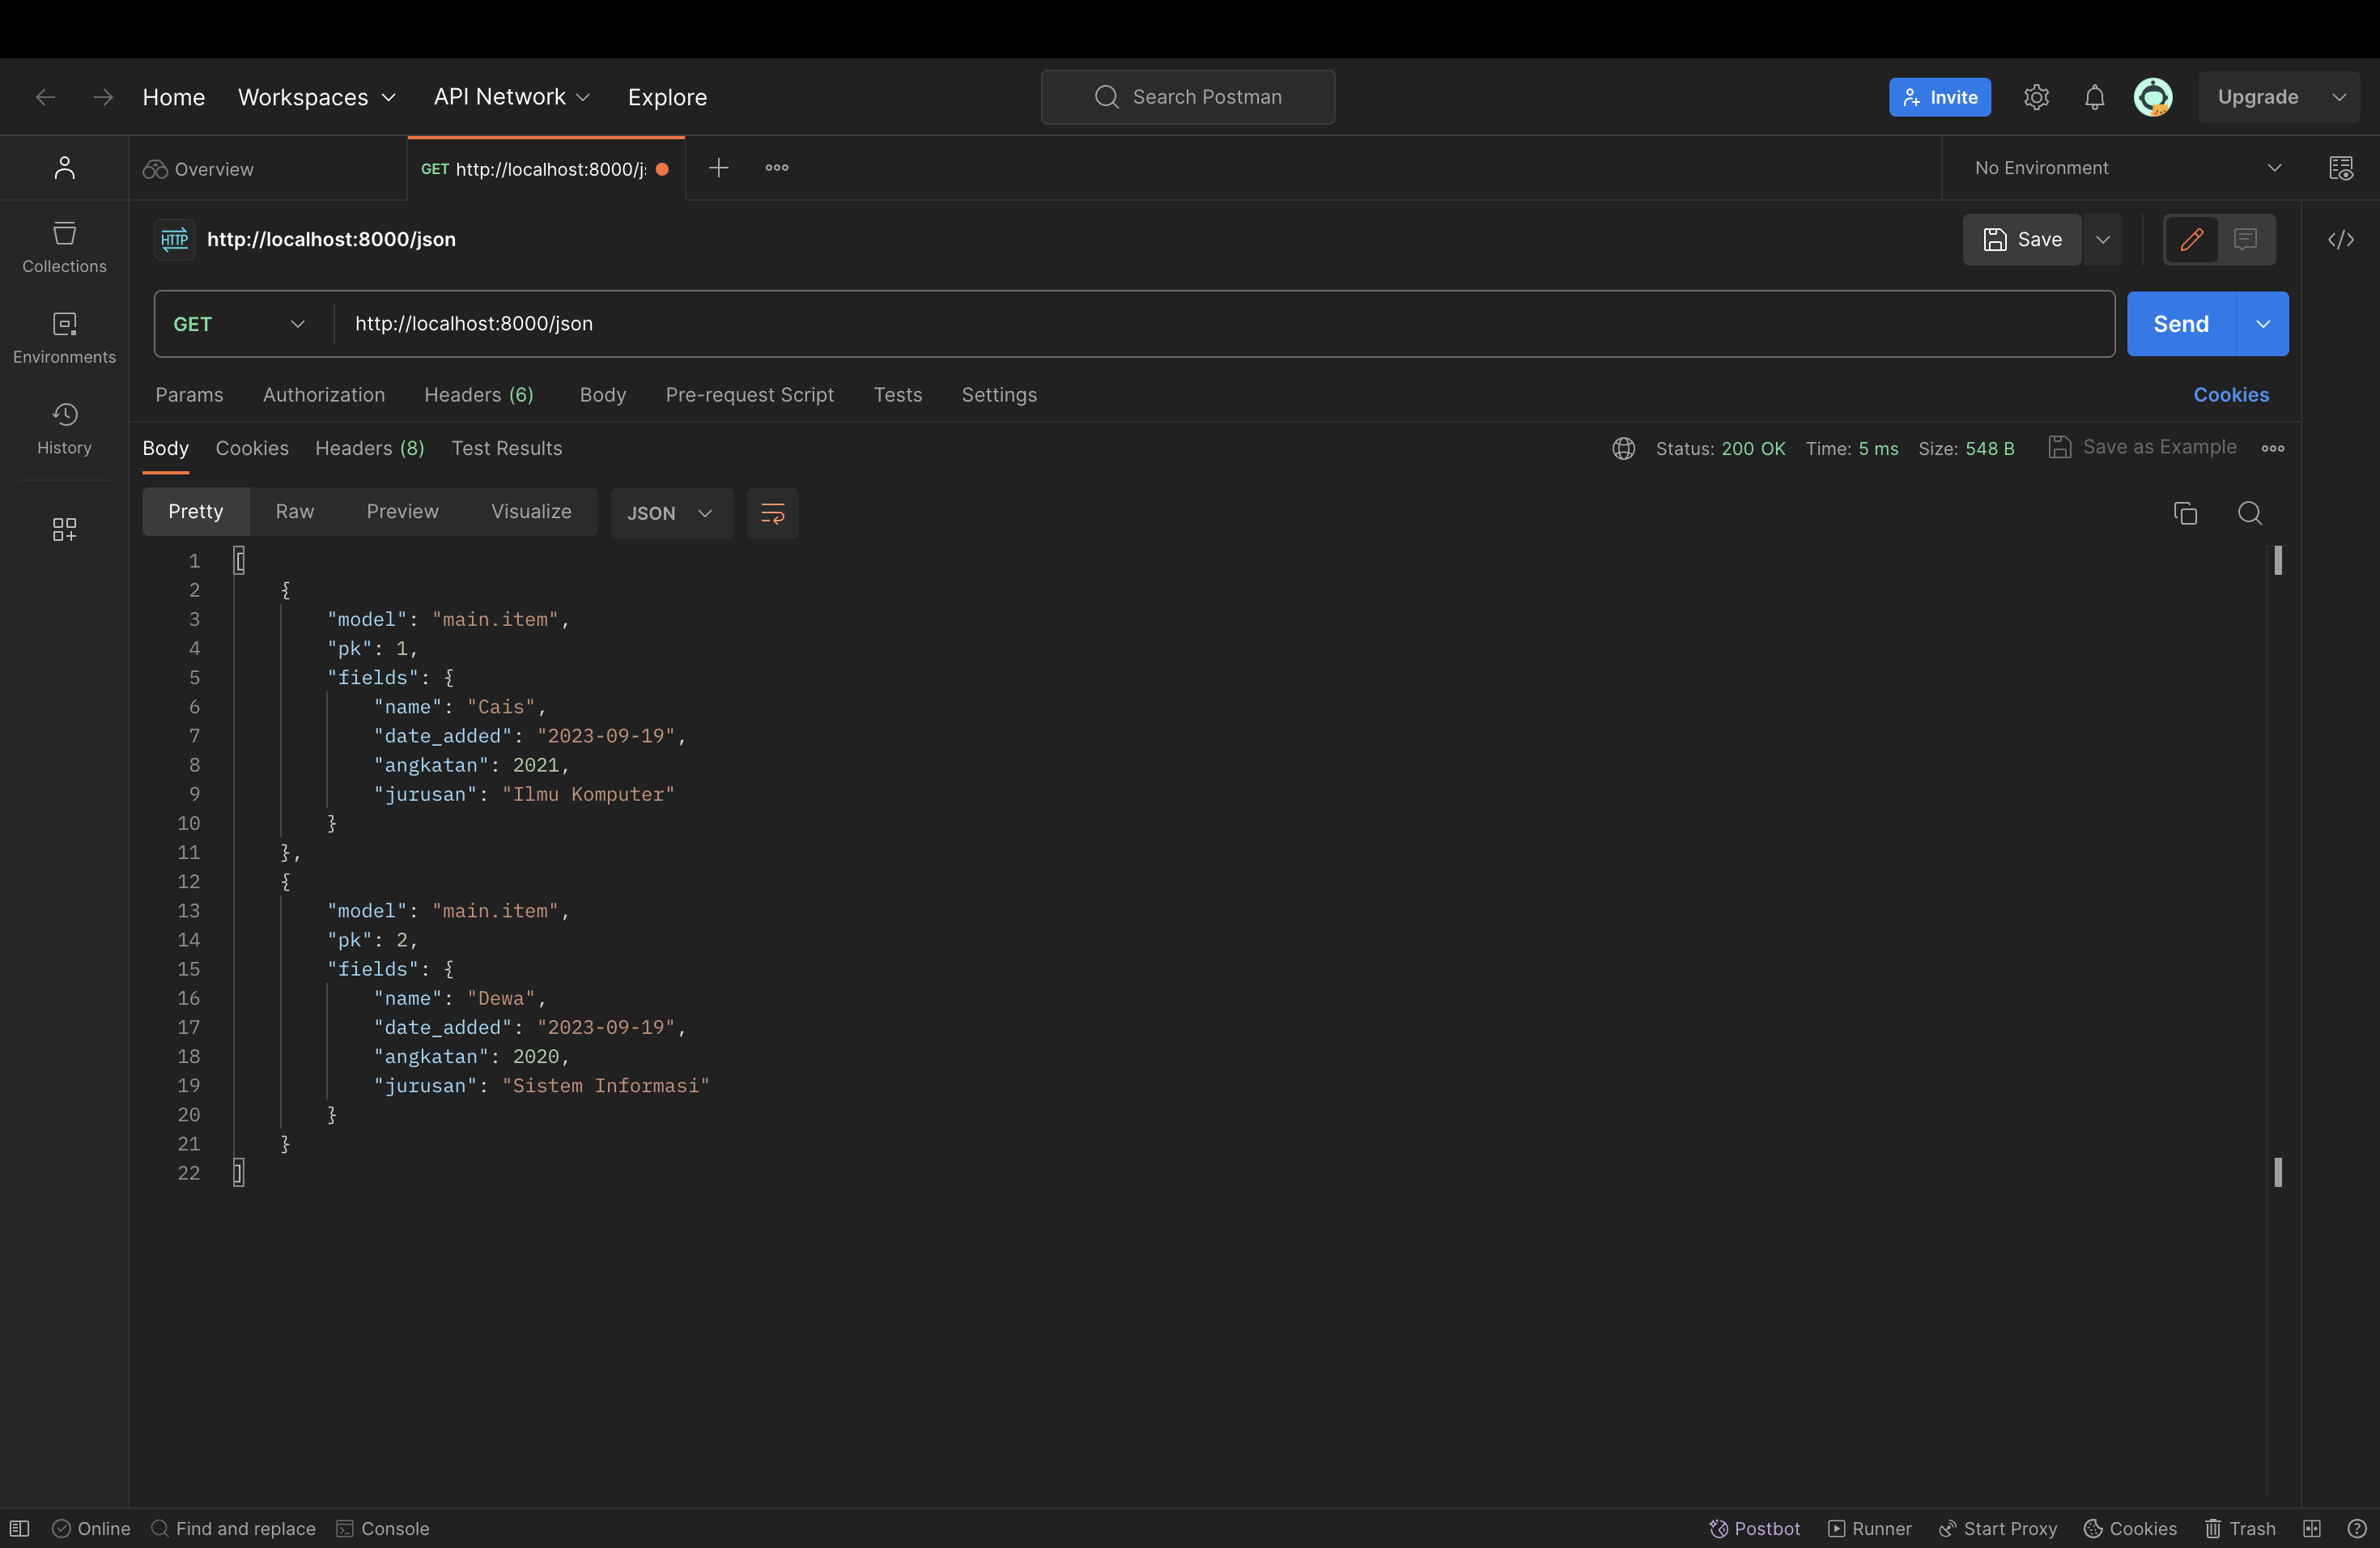 Home Workspaces API Network Explore Search Postman Invite Upgrade
Overview GET http://localhost:8000/j No Environment
HTTP http://localhost:8000/json Save
Collections
GET http://localhost:8000/json Send
Environments
Params Authorization Headers (6) Body Pre-request Script Tests Settings Cookies
History
Body Cookies Headers (8) Test Results Status: 200 OK Time: 5 ms Size: 548 B Save as Example
Pretty Raw Preview Visualize JSON
1 [
2 {
3 "model": "main.item",
4 "pk": 1,
5 "fields": {
6 "name": "Cais",
7 "date_added": "2023-09-19",
8 "angkatan": 2021,
9 "jurusan": "Ilmu Komputer"
10 }
11 },
12 {
13 "model": "main.item",
14 "pk": 2,
15 "fields": {
16 "name": "Dewa",
17 "date_added": "2023-09-19",
18 "angkatan": 2020,
19 "jurusan": "Sistem Informasi"
20 }
21 }
22 ]
Online Find and replace Console Postbot Runner Start Proxy Cookies Trash